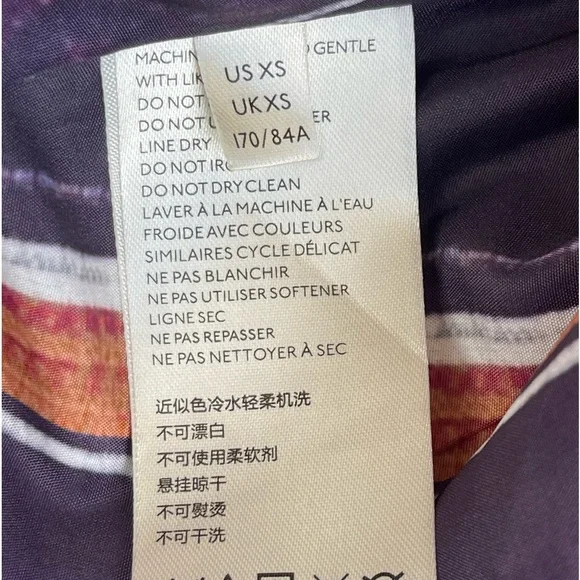 US XS
UK XS
170/84A
GENTLE
WITH
DO NOT
DO NOT
LINE DRY
DO NOT
DO NOT DRY CLEAN
LAVER À LA MACHINE À L'EAU
FROIDE AVEC COULEURS
SIMILAIRES CYCLE DÉLICAT
NE PAS BLANCHIR
NE PAS UTILISER SOFTENER
LIGNE SEC
NE PAS REPASSER
NE PAS NETTOYER À SEC
近似色冷水轻柔机洗
不可漂白
不可使用柔软剂
悬挂晾干
不可熨烫
不可干洗